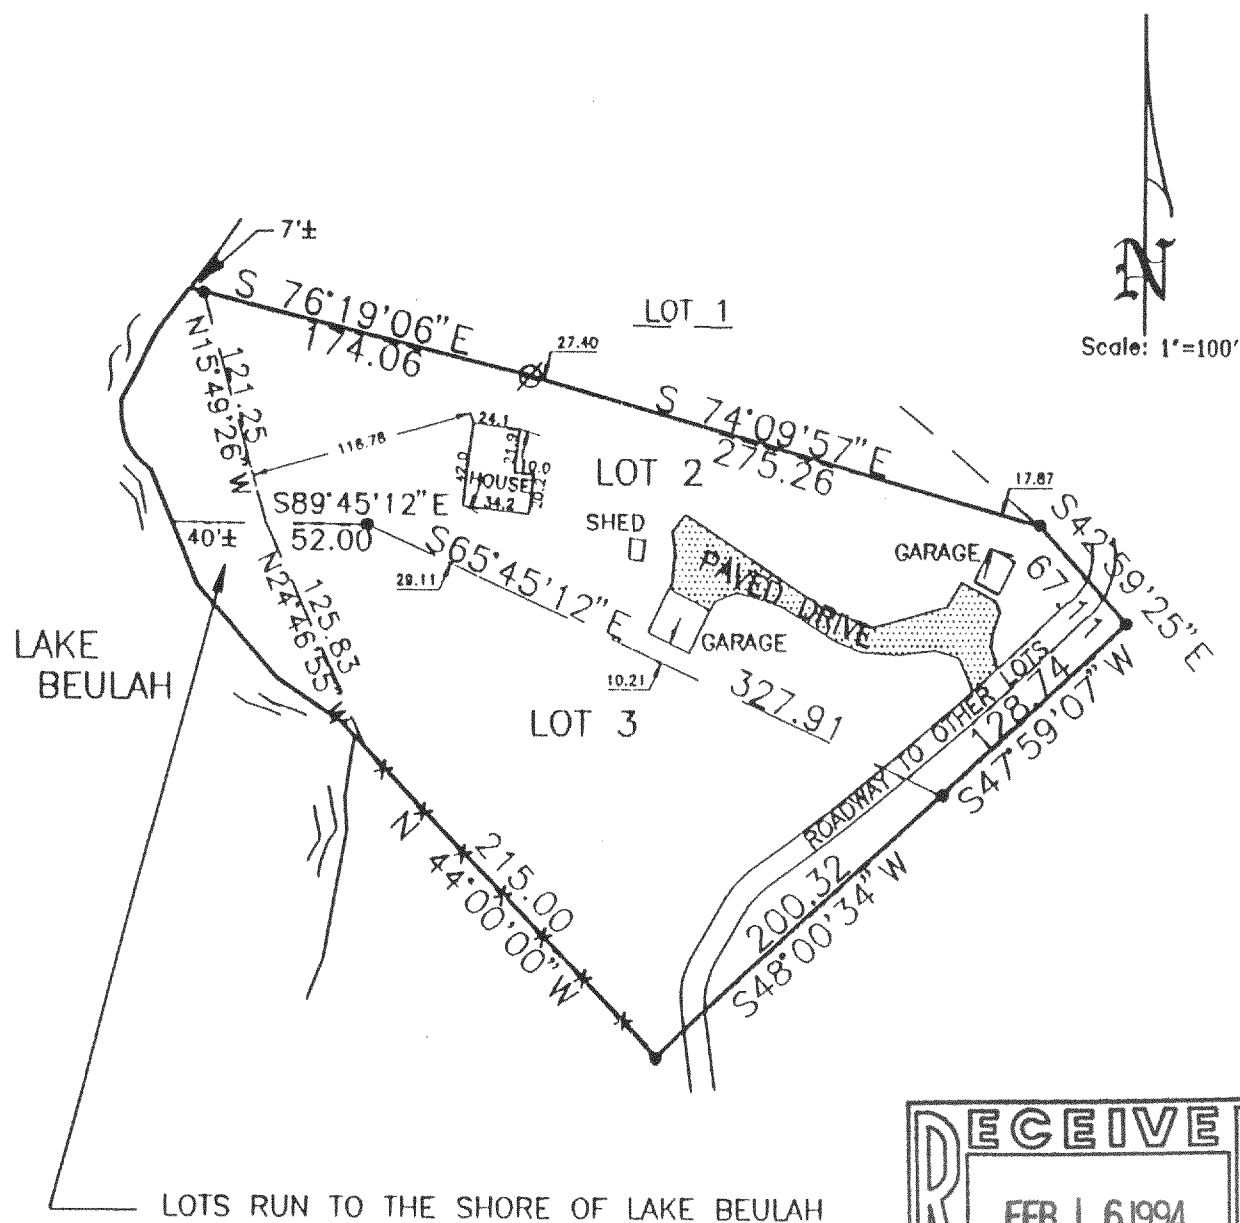 7'±
S 76°19'06" E
174.06
LOT 1
27.40
N
Scale: 1"=100'
N15°49'26" W
121.25
116.78
24.1
21.9
10.0
20.2
34.2
HOUSE
S 74°09'57" E
275.26
LOT 2
17.87
S42°59'25" E
67.11
S89°45'12" E
52.00
40'±
SHED
GARAGE
S65°45'12" E
327.91
29.11
PAVED DRIVE
GARAGE
10.21
N24°46'55" W
125.83
LAKE
BEULAH
LOT 3
ROADWAY TO OTHER LOTS
128.74
S47°59'07" W
200.32
S48°00'34" W
215.00
N 44°00'00" W
LOTS RUN TO THE SHORE OF LAKE BEULAH
RECEIVE
FEB 16 1994